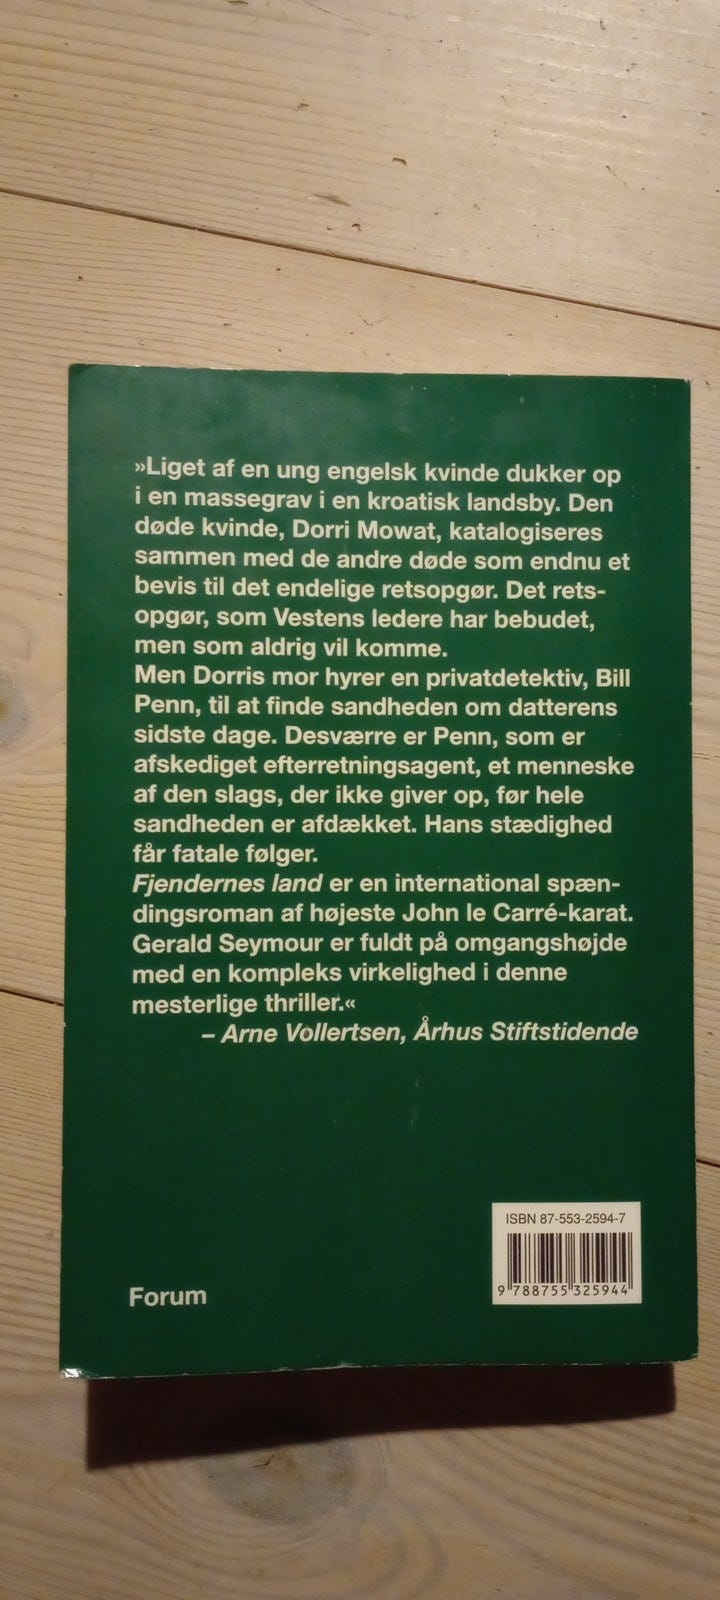 »Liget af en ung engelsk kvinde dukker op
i en massegrav i en kroatisk landsby. Den
døde kvinde, Dorri Mowat, katalogiseres
sammen med de andre døde som endnu et
bevis til det endelige retsopgør. Det rets-
opgør, som Vestens ledere har bebudet,
men som aldrig vil komme.
Men Dorris mor hyrer en privatdetektiv, Bill
Penn, til at finde sandheden om datterens
sidste dage. Desværre er Penn, som er
afskediget efterretningsagent, et menneske
af den slags, der ikke giver op, før hele
sandheden er afdækket. Hans stædighed
får fatale følger.
Fjendernes land er en international spæn-
dingsroman af højeste John le Carré-karat.
Gerald Seymour er fuldt på omgangshøjde
med en kompleks virkelighed i denne
mesterlige thriller.«
– Arne Vollertsen, Århus Stiftstidende
ISBN 87-553-2594-7
9 788755 325944
Forum